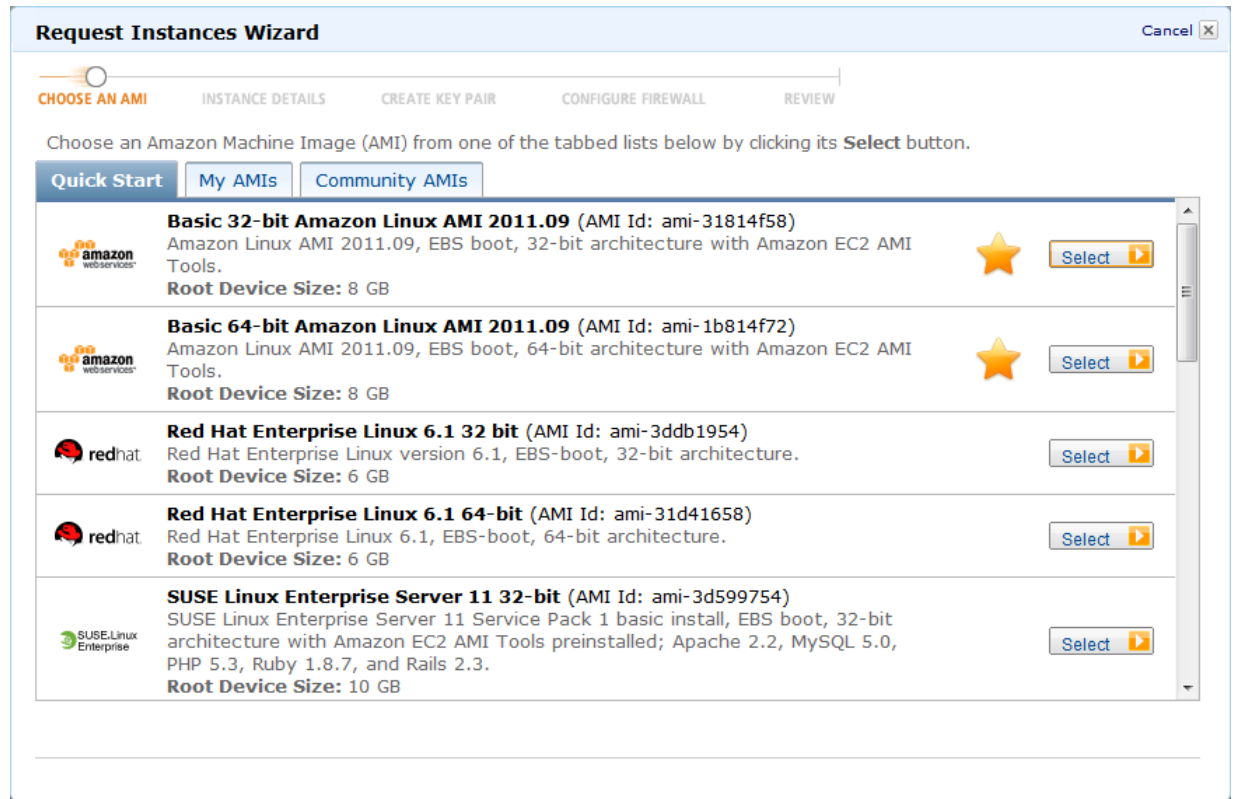 Request Instances Wizard
Cancel
CHOOSE AN AMI INSTANCE DETAILS CREATE KEY PAIR CONFIGURE FIREWALL REVIEW
Choose an Amazon Machine Image (AMI) from one of the tabbed lists below by clicking its Select button.
Quick Start My AMIs Community AMIs
amazon
webservices™
Basic 32-bit Amazon Linux AMI 2011.09 (AMI Id: ami-31814f58)
Amazon Linux AMI 2011.09, EBS boot, 32-bit architecture with Amazon EC2 AMI
Tools.
Root Device Size: 8 GB
Select
amazon
webservices™
Basic 64-bit Amazon Linux AMI 2011.09 (AMI Id: ami-1b814f72)
Amazon Linux AMI 2011.09, EBS boot, 64-bit architecture with Amazon EC2 AMI
Tools.
Root Device Size: 8 GB
Select
redhat.
Red Hat Enterprise Linux 6.1 32 bit (AMI Id: ami-3ddb1954)
Red Hat Enterprise Linux version 6.1, EBS-boot, 32-bit architecture.
Root Device Size: 6 GB
Select
redhat.
Red Hat Enterprise Linux 6.1 64-bit (AMI Id: ami-31d41658)
Red Hat Enterprise Linux 6.1, EBS-boot, 64-bit architecture.
Root Device Size: 6 GB
Select
SUSE.Linux
Enterprise
SUSE Linux Enterprise Server 11 32-bit (AMI Id: ami-3d599754)
SUSE Linux Enterprise Server 11 Service Pack 1 basic install, EBS boot, 32-bit
architecture with Amazon EC2 AMI Tools preinstalled; Apache 2.2, MySQL 5.0,
PHP 5.3, Ruby 1.8.7, and Rails 2.3.
Root Device Size: 10 GB
Select